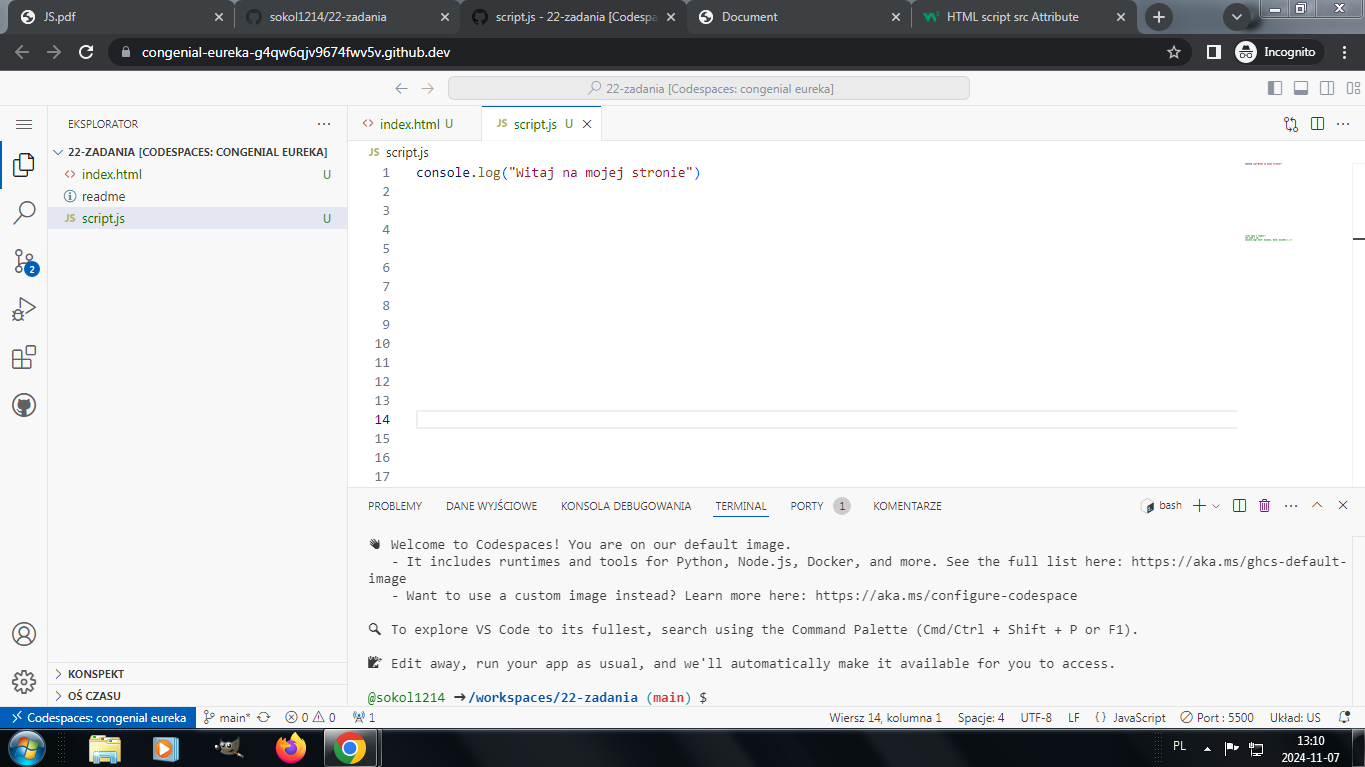 JS.pdf
sokol1214/22-zadania
script.js - 22-zadania [Codespa
Document
HTML script src Attribute
congenial-eureka-g4qw6qjv9674fwv5v.github.dev
Incognito
22-zadania [Codespaces: congenial eureka]
EKSPLORATOR
index.html U
JS script.js U
22-ZADANIA [CODESPACES: CONGENIAL EUREKA]
index.html U
readme
JS script.js U
JS script.js
1 console.log("Witaj na mojej stronie")
2
3
4
5
6
7
8
9
10
11
12
13
14
15
16
17
2
PROBLEMY DANE WYJŚCIOWE KONSOLA DEBUGOWANIA TERMINAL PORTY 1 KOMENTARZE
bash
Welcome to Codespaces! You are on our default image.
- It includes runtimes and tools for Python, Node.js, Docker, and more. See the full list here: https://aka.ms/ghcs-default-
image
- Want to use a custom image instead? Learn more here: https://aka.ms/configure-codespace
To explore VS Code to its fullest, search using the Command Palette (Cmd/Ctrl + Shift + P or F1).
Edit away, run your app as usual, and we'll automatically make it available for you to access.
@sokol1214 ➜/workspaces/22-zadania (main) $
KONSPEKT
OŚ CZASU
Codespaces: congenial eureka main* 0 0 1
Wiersz 14, kolumna 1 Spacje: 4 UTF-8 LF {} JavaScript Port : 5500 Układ: US
PL
13:10
2024-11-07